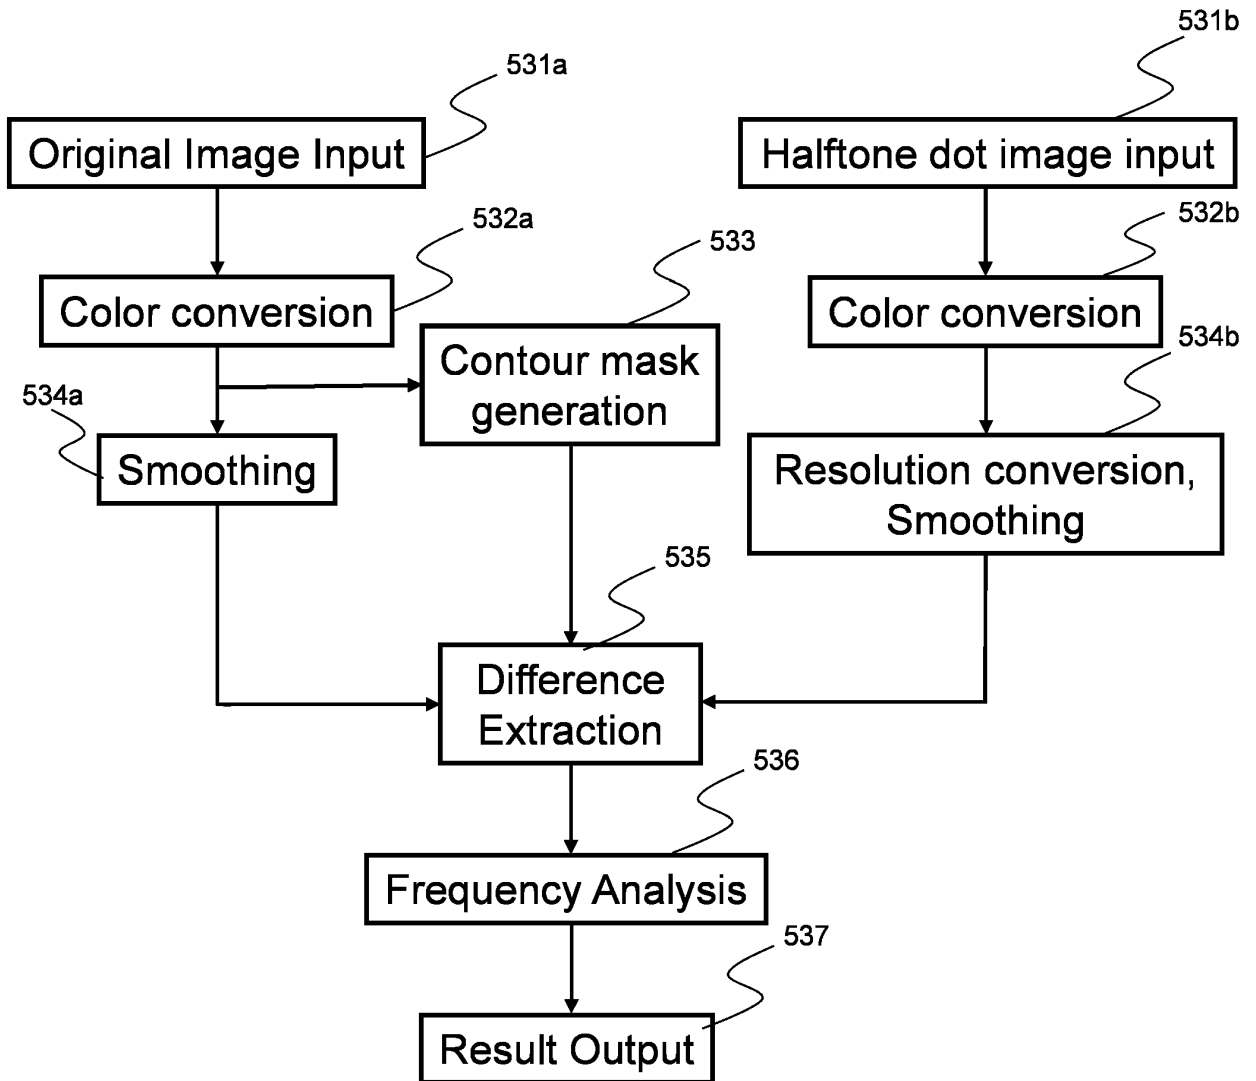 531b
531a
Original Image Input
Halftone dot image input
532a
532b
533
Color conversion
Color conversion
534b
Contour mask
generation
534a
Smoothing
Resolution conversion,
Smoothing
535
Difference
Extraction
536
Frequency Analysis
537
Result Output